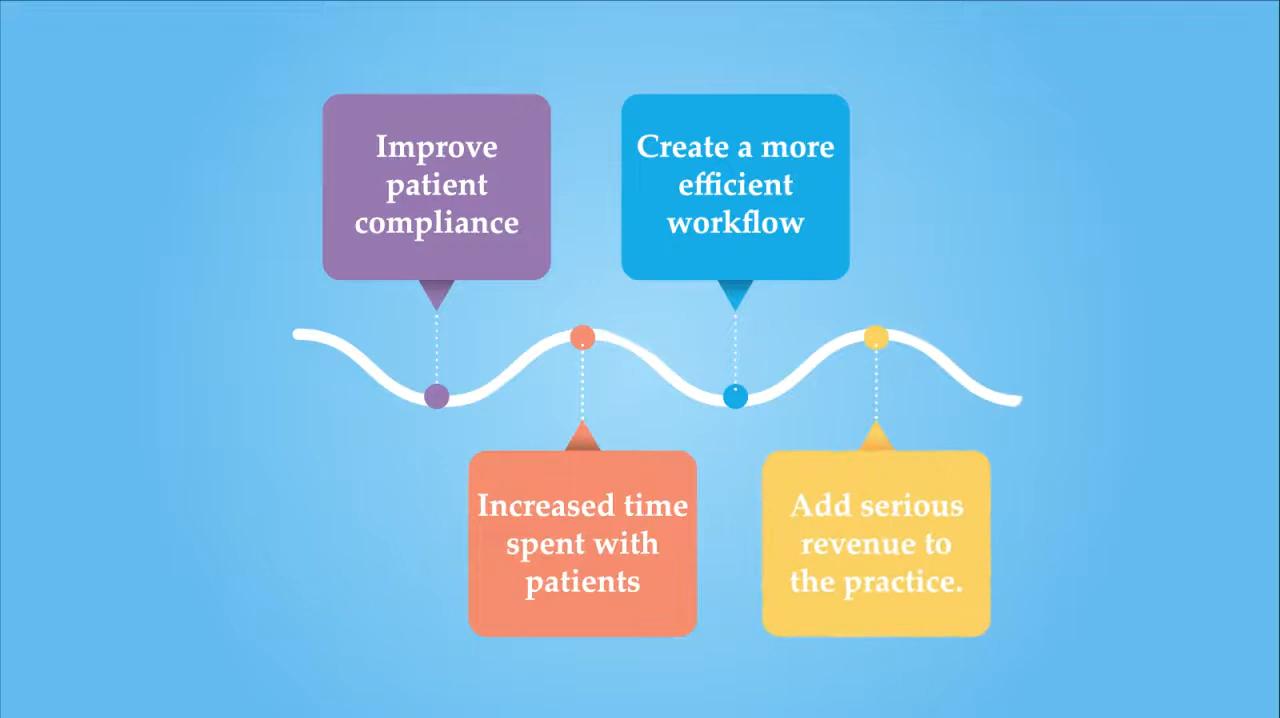 Improve
patient
compliance
Create a more
efficient
workflow
Increased time
spent with
patients
Add serious
revenue to
the practice.